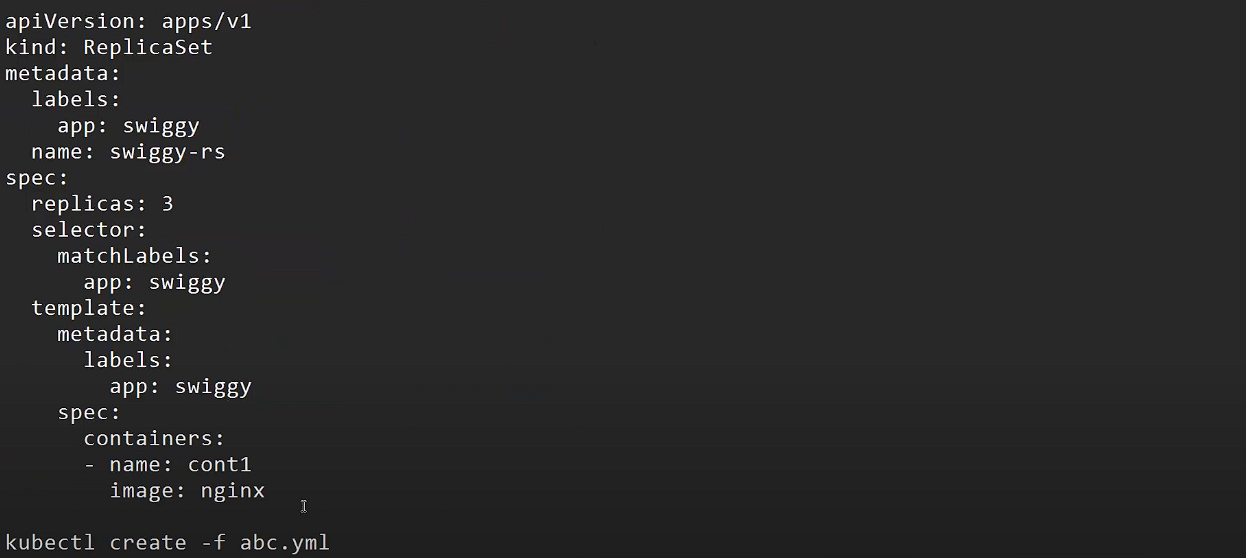 apiVersion: apps/v1
kind: ReplicaSet
metadata:
  labels:
    app: swiggy
  name: swiggy-rs
spec:
  replicas: 3
  selector:
    matchLabels:
      app: swiggy
  template:
    metadata:
      labels:
        app: swiggy
    spec:
      containers:
      - name: cont1
        image: nginx

kubectl create -f abc.yml